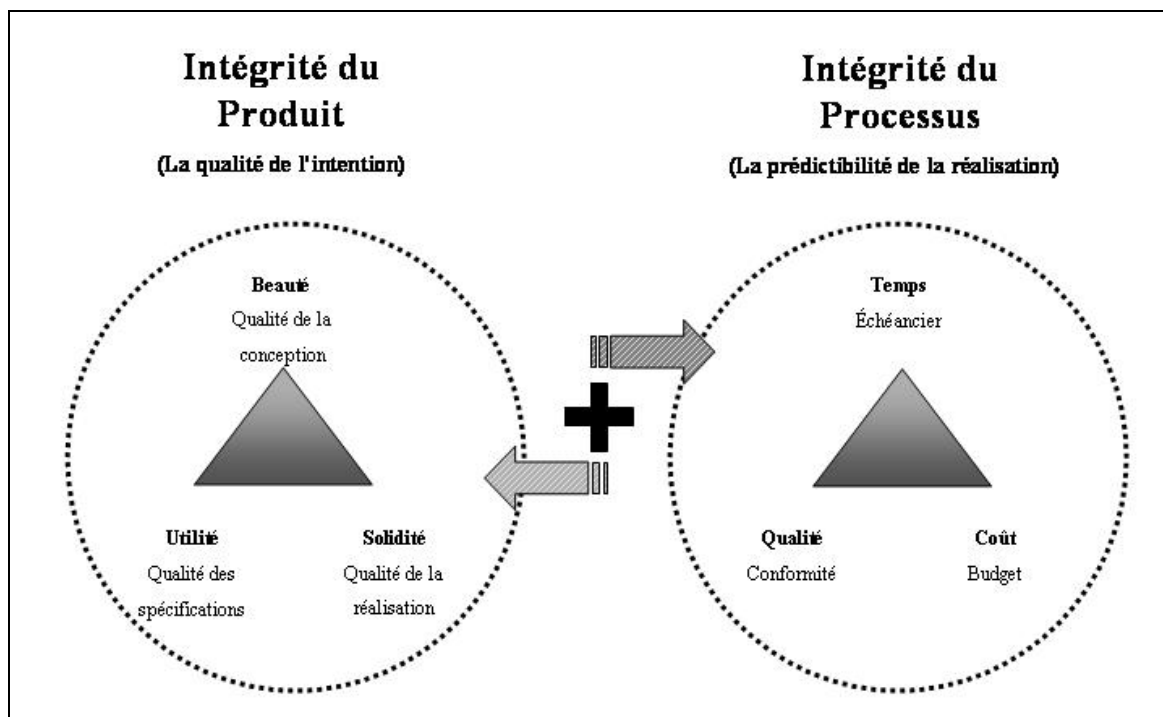 Intégrité du
Produit
(La qualité de l'intention)
Beauté
Qualité de la
conception
Utilité
Qualité des
spécifications
Solidité
Qualité de la
réalisation
Intégrité du
Processus
(La prédictibilité de la réalisation)
Temps
Échéancier
Qualité
Conformité
Coût
Budget